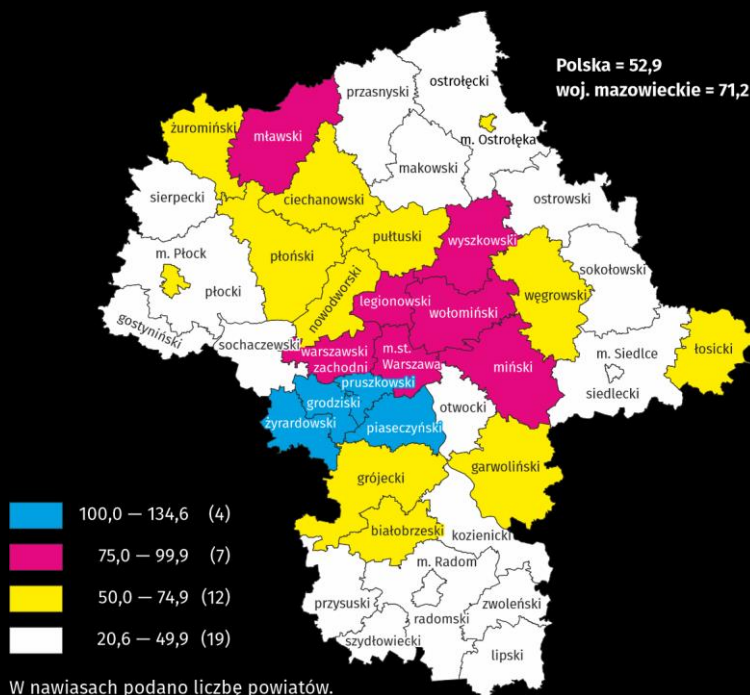 Polska = 52,9
woj. mazowieckie = 71,2
ostrołęcki
przasnyski
żuromiński
mławski
m. Ostrołęka
makowski
sierpecki
ciechanowski
ostrowski
pułtuski
wyszkowski
m. Płock
płoński
sokołowski
płocki
nowodworski
legionowski
wołomiński
węgrowski
gostyniński
sochaczewski
warszawski
zachodni
m.st.
Warszawa
miński
m. Siedlce
łosicki
siedlecki
pruszkowski
grodziski
otwocki
żyrardowski
piaseczyński
grójecki
garwoliński
białobrzeski
kozienicki
m. Radom
przysuski
zwoleński
radomski
szydłowiecki
lipski
100,0 — 134,6 (4)
75,0 — 99,9 (7)
50,0 — 74,9 (12)
20,6 — 49,9 (19)
W nawiasach podano liczbę powiatów.